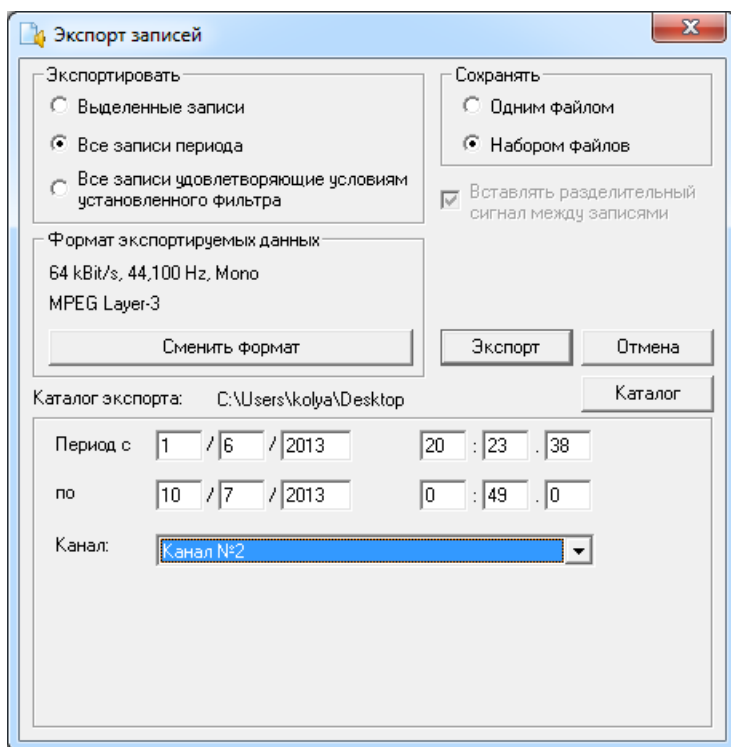 Экспорт записей
Экспортировать
Выделенные записи
Все записи периода
Все записи удовлетворяющие условиям
установленного фильтра
Сохранять
Одним файлом
Набором файлов
Вставлять разделительный
сигнал между записями
Формат экспортируемых данных
64 kBit/s, 44,100 Hz, Mono
MPEG Layer-3
Сменить формат
Экспорт
Отмена
Каталог экспорта: C:\Users\kolya\Desktop
Каталог
Период с 1 / 6 / 2013 20 : 23 . 38
по 10 / 7 / 2013 0 : 49 . 0
Канал: Канал №2